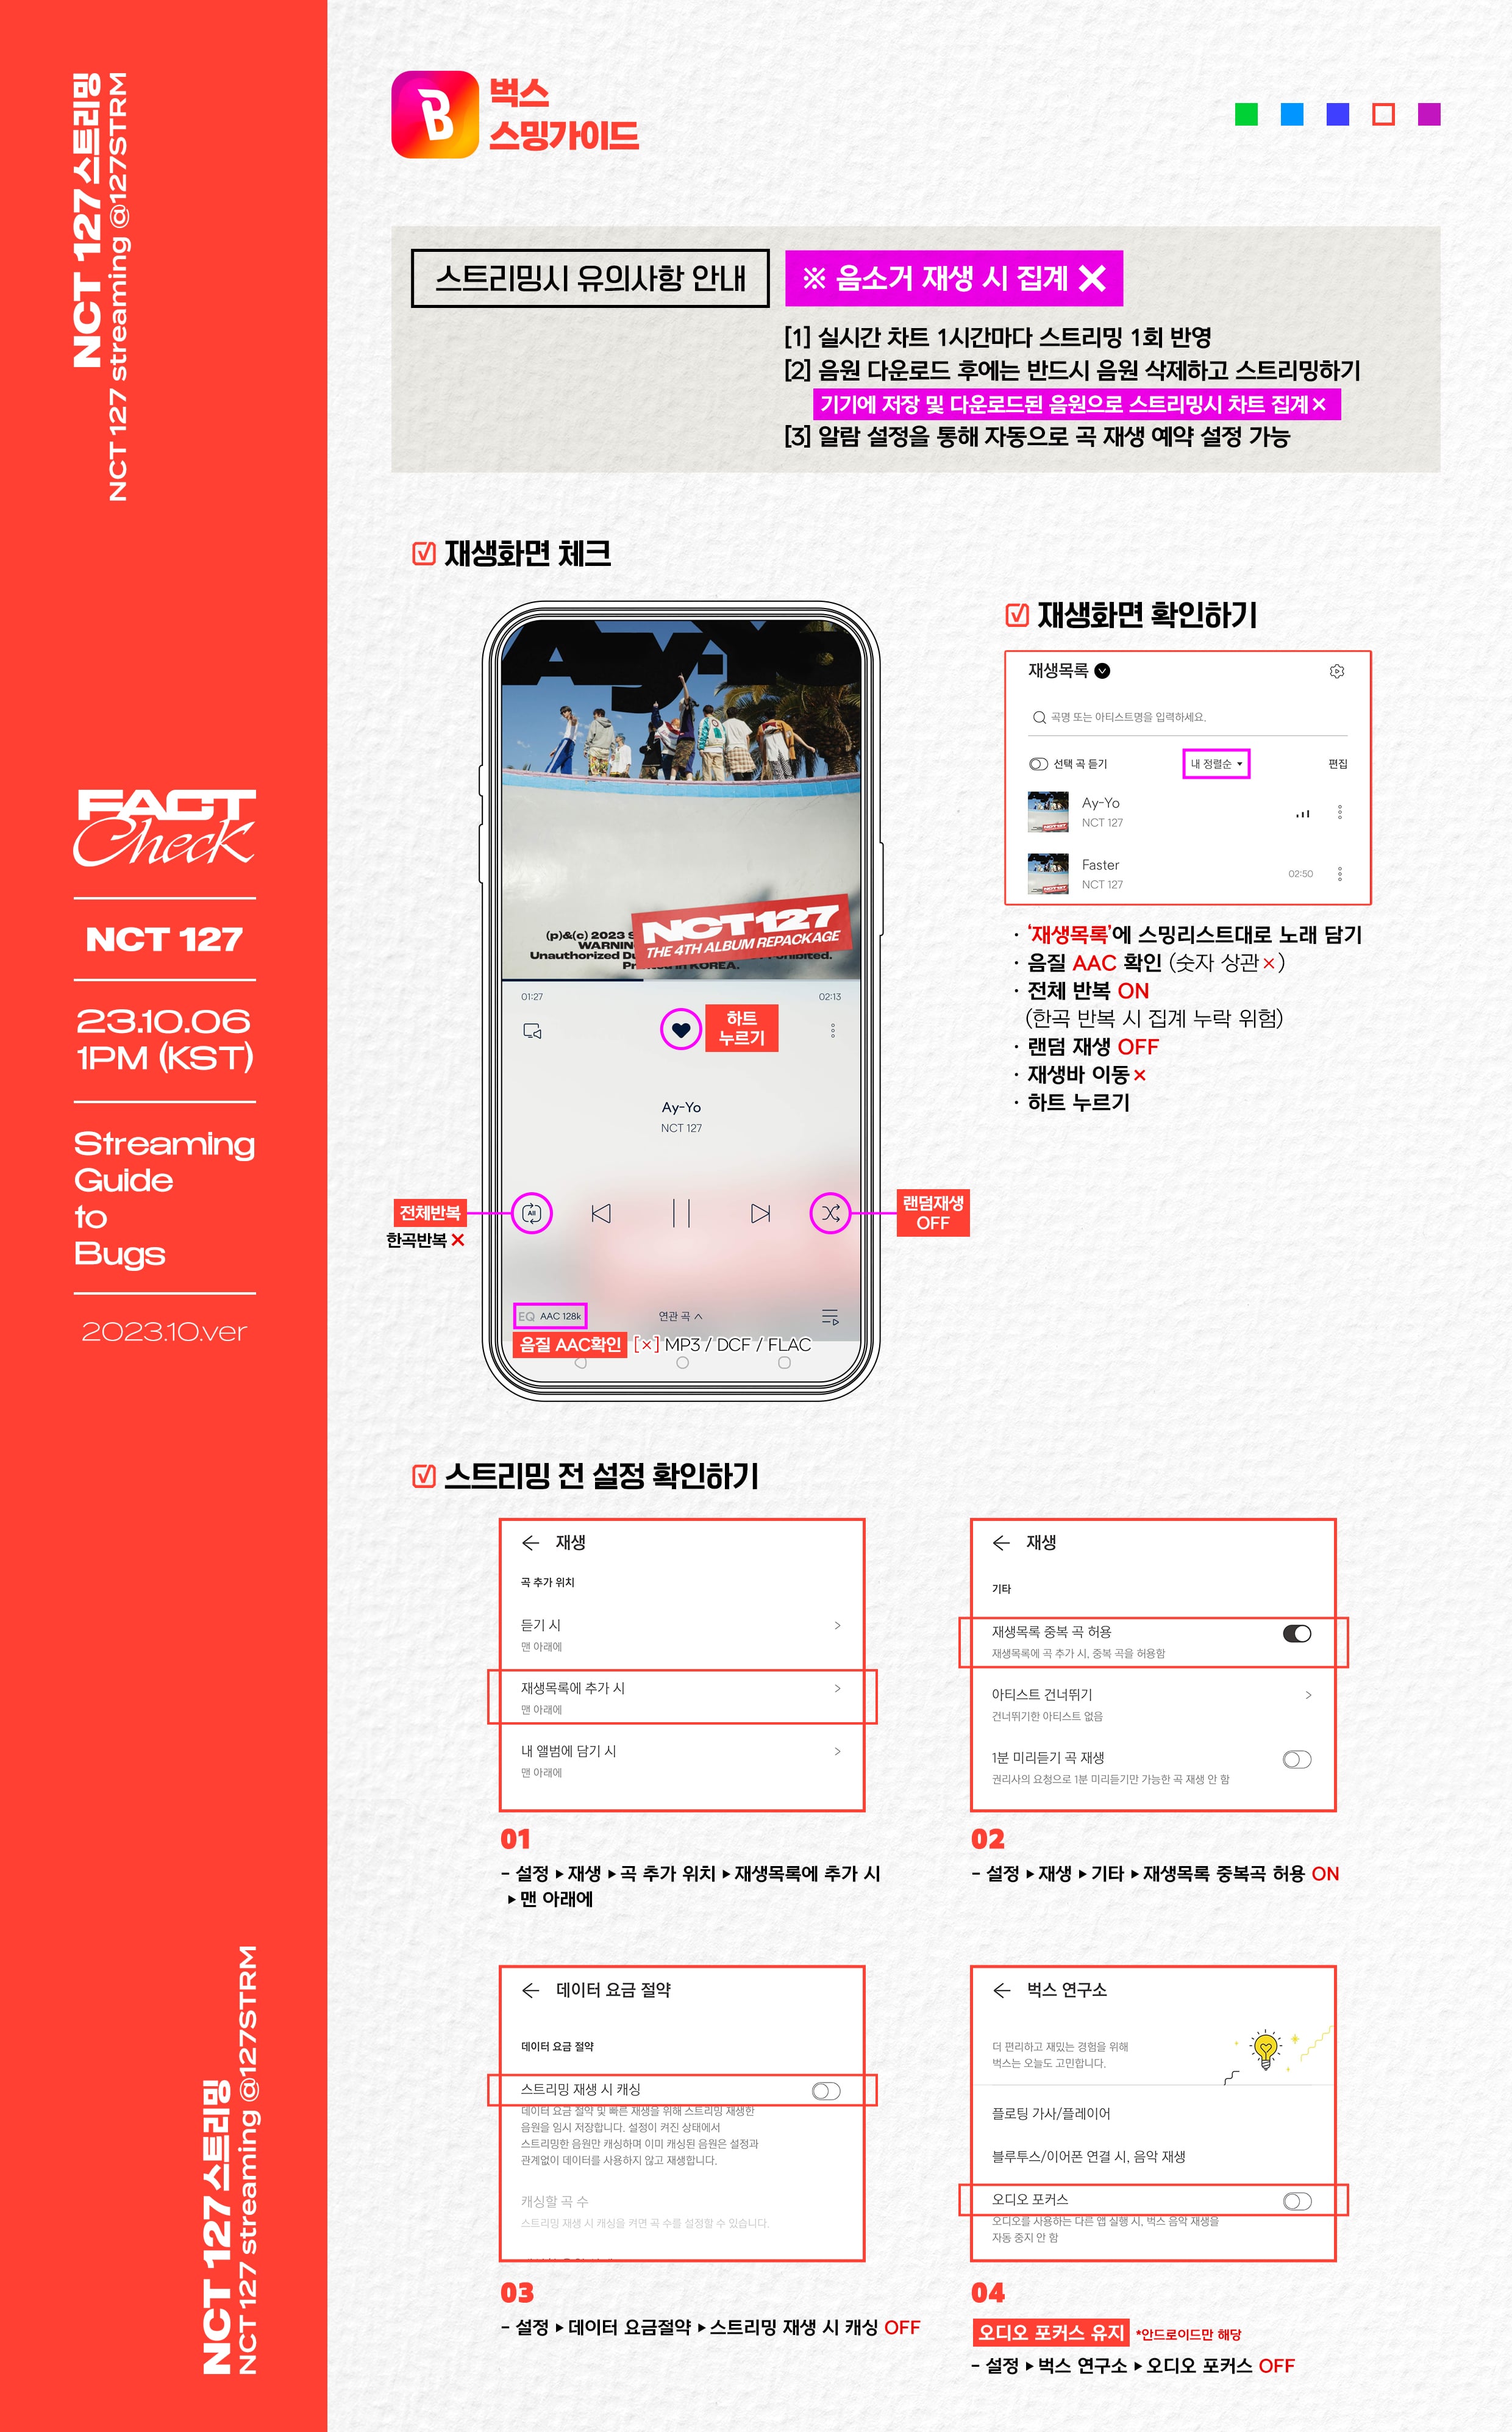 NCT 127 스트리밍
NCT 127 streaming @127STRM
FACT
Check
NCT 127
23.10.06
1PM (KST)
Streaming
Guide
to
Bugs
2023.10.ver
NCT 127 스트리밍
NCT 127 streaming @127STRM
B
벅스
스밍가이드
스트리밍시 유의사항 안내
※ 음소거 재생 시 집계 ×
[1] 실시간 차트 1시간마다 스트리밍 1회 반영
[2] 음원 다운로드 후에는 반드시 음원 삭제하고 스트리밍하기
기기에 저장 및 다운로드된 음원으로 스트리밍시 차트 집계×
[3] 알람 설정을 통해 자동으로 곡 재생 예약 설정 가능
재생화면 체크
(p)&(c) 2023 S
WARNIN
Unauthorized Du
ohibited.
KOREA.
NCT127
THE 4TH ALBUM REPACKAGE
01:27
02:13
하트
누르기
Ay-Yo
NCT 127
전체반복
한곡반복 ×
All
랜덤재생
OFF
EQ AAC 128k
연관 곡
음질 AAC확인 [×] MP3 / DCF / FLAC
재생화면 확인하기
재생목록
곡명 또는 아티스트명을 입력하세요.
선택 곡 듣기
내 정렬순
편집
Ay-Yo
NCT 127
Faster
NCT 127
02:50
· ‘재생목록’에 스밍리스트대로 노래 담기
· 음질 AAC 확인 (숫자 상관×)
· 전체 반복 ON
(한곡 반복 시 집계 누락 위험)
· 랜덤 재생 OFF
· 재생바 이동×
· 하트 누르기
스트리밍 전 설정 확인하기
← 재생
곡 추가 위치
듣기 시
맨 아래에
재생목록에 추가 시
맨 아래에
내 앨범에 담기 시
맨 아래에
01
- 설정 ▸ 재생 ▸ 곡 추가 위치 ▸ 재생목록에 추가 시
▸ 맨 아래에
← 재생
기타
재생목록 중복 곡 허용
재생목록에 곡 추가 시, 중복 곡을 허용함
아티스트 건너뛰기
건너뛰기한 아티스트 없음
1분 미리듣기 곡 재생
권리사의 요청으로 1분 미리듣기만 가능한 곡 재생 안 함
02
- 설정 ▸ 재생 ▸ 기타 ▸ 재생목록 중복곡 허용 ON
← 데이터 요금 절약
데이터 요금 절약
스트리밍 재생 시 캐싱
데이터 요금 절약 및 빠른 재생을 위해 스트리밍 재생한
음원을 임시 저장합니다. 설정이 켜진 상태에서
스트리밍한 음원만 캐싱하며 이미 캐싱된 음원은 설정과
관계없이 데이터를 사용하지 않고 재생합니다.
캐싱할 곡 수
스트리밍 재생 시 캐싱을 켜면 곡 수를 설정할 수 있습니다.
03
- 설정 ▸ 데이터 요금절약 ▸ 스트리밍 재생 시 캐싱 OFF
← 벅스 연구소
더 편리하고 재밌는 경험을 위해
벅스는 오늘도 고민합니다.
플로팅 가사/플레이어
블루투스/이어폰 연결 시, 음악 재생
오디오 포커스
오디오를 사용하는 다른 앱 실행 시, 벅스 음악 재생을
자동 중지 안 함
04
오디오 포커스 유지 *안드로이드만 해당
- 설정 ▸ 벅스 연구소 ▸ 오디오 포커스 OFF